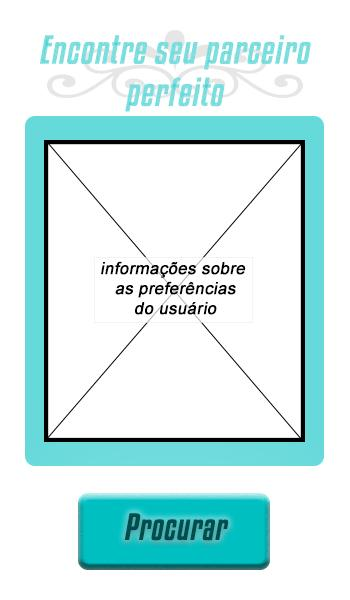 Encontre seu parceiro
perfeito
informações sobre
as preferências
do usuário
Procurar